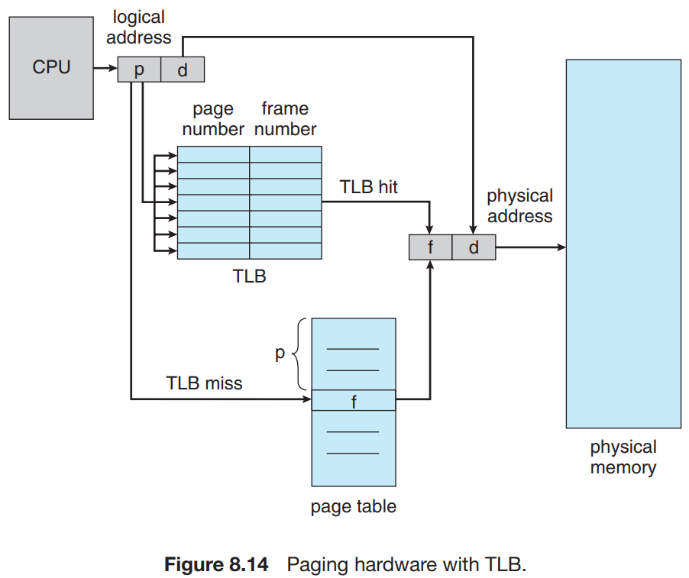 logical
address
CPU
p d
page frame
number number
TLB hit
physical
address
f d
TLB
p
TLB miss
f
page table
physical
memory
Figure 8.14 Paging hardware with TLB.